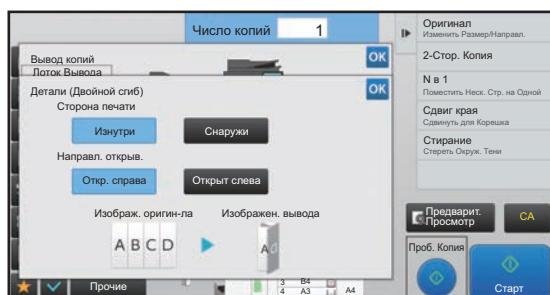 Число копий 1
Вывод копий
OK
Лоток Вывода
Детали (Двойной сгиб)
OK
Сторона печати
Изнутри
Снаружи
Направл. открыв.
Откр. справа
Открыт слева
Изображ. оригин-ла
Изображен. вывода
A B C D
A d
Прочие
3 B4
4 A3
A4
Оригинал
Изменить Размер/Направл.
2-Стор. Копия
N в 1
Поместить Неск. Стр. на Одной
Сдвиг края
Сдвинуть для Корешка
Стирание
Стереть Окруж. Тени
Предварит.
Просмотр
CA
Проб. Копия
Старт